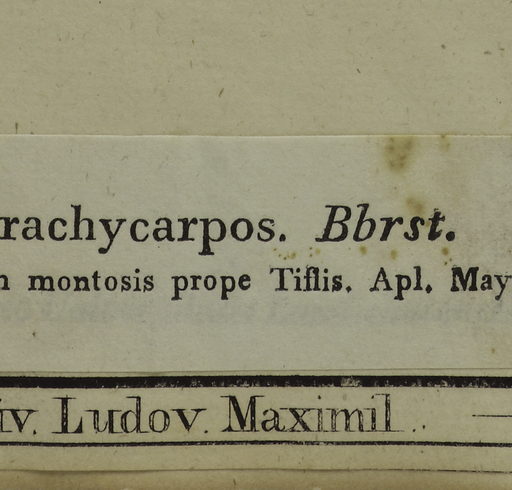 rachycarpos. Bbrst.
n montosis prope Tiflis. Apl. May
iv. Ludov. Maximil..